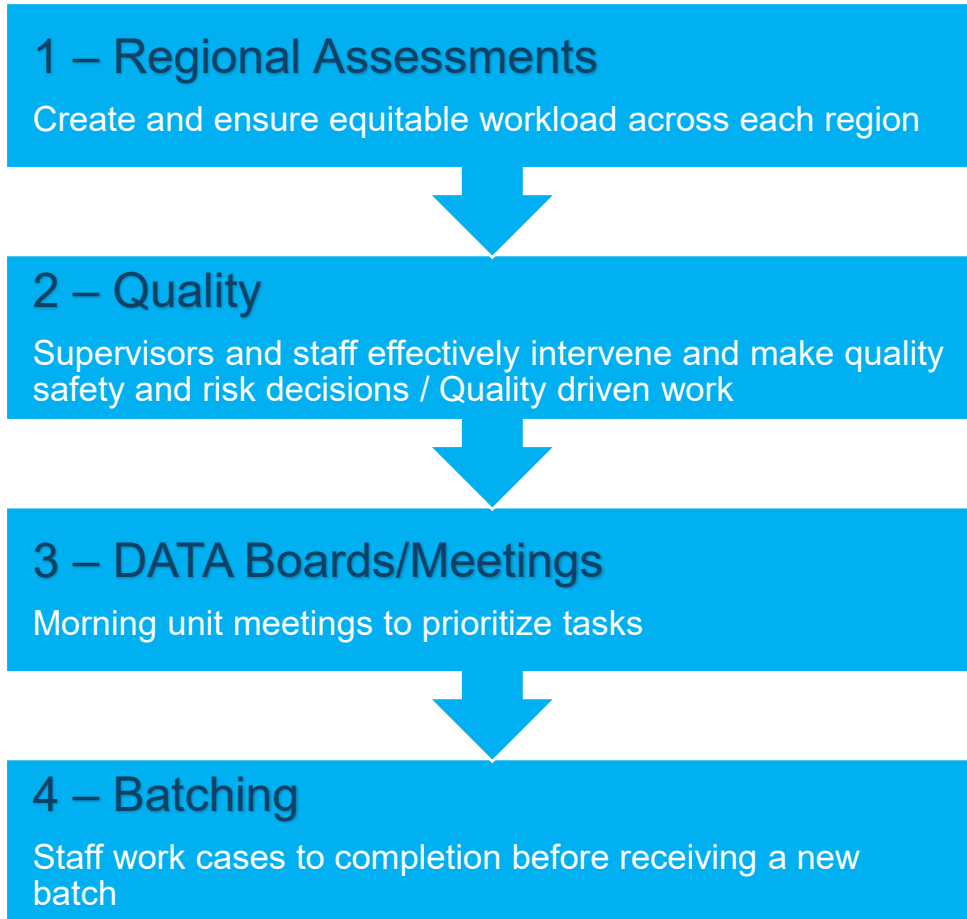 1 – Regional Assessments
Create and ensure equitable workload across each region
2 – Quality
Supervisors and staff effectively intervene and make quality
safety and risk decisions / Quality driven work
3 – DATA Boards/Meetings
Morning unit meetings to prioritize tasks
4 – Batching
Staff work cases to completion before receiving a new
batch